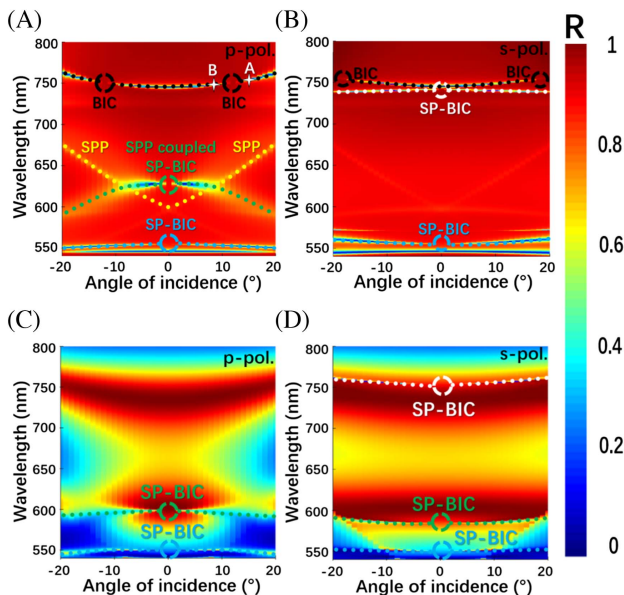 (A)
(B)
R
p-pol.
s-pol.
800
750
700
650
600
550
Wavelength (nm)
B
A
BIC
BIC
SPP
SPP coupled
SP-BIC
SPP
SP-BIC
-20
-10
0
10
20
Angle of incidence (°)
800
750
700
650
600
550
Wavelength (nm)
BIC
BIC
SP-BIC
SP-BIC
-20
-10
0
10
20
Angle of incidence (°)
1
0.8
0.6
0.4
0.2
0
(C)
(D)
p-pol.
s-pol.
800
750
700
650
600
550
Wavelength (nm)
SP-BIC
SP-BIC
-20
-10
0
10
20
Angle of incidence (°)
800
750
700
650
600
550
Wavelength (nm)
SP-BIC
SP-BIC
SP-BIC
-20
-10
0
10
20
Angle of incidence (°)